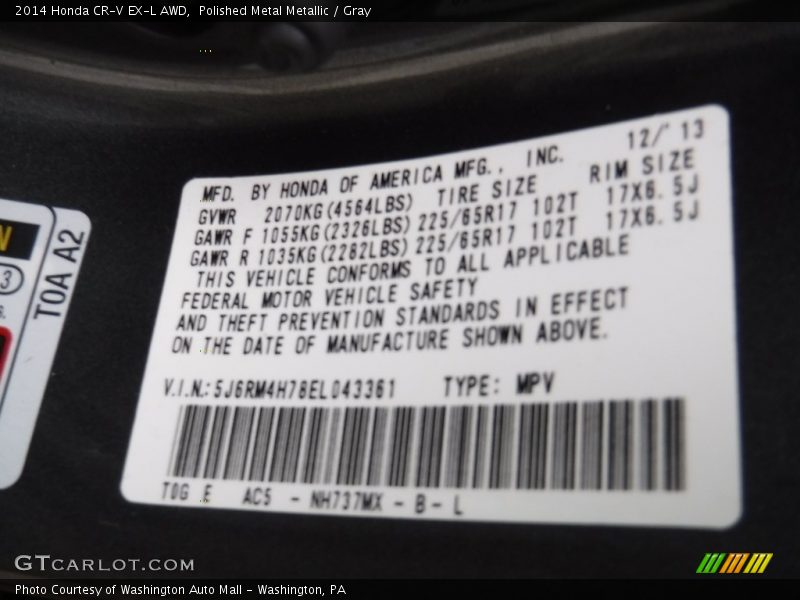 2014 Honda CR-V EX-L AWD, Polished Metal Metallic / Gray
MFD. BY HONDA OF AMERICA MFG., INC. 12/'13
GVWR 2070KG(4564LBS) TIRE SIZE RIM SIZE
GAWR F 1055KG(2326LBS) 225/65R17 102T 17X6.5J
GAWR R 1035KG(2282LBS) 225/65R17 102T 17X6.5J
THIS VEHICLE CONFORMS TO ALL APPLICABLE
FEDERAL MOTOR VEHICLE SAFETY
AND THEFT PREVENTION STANDARDS IN EFFECT
ON THE DATE OF MANUFACTURE SHOWN ABOVE.
V.I.N.: 5J6RM4H78EL043361 TYPE: MPV
T0G E AC5 - NH737MX - B - L
N
3
T0A A2
GTCARLOT.COM
Photo Courtesy of Washington Auto Mall - Washington, PA